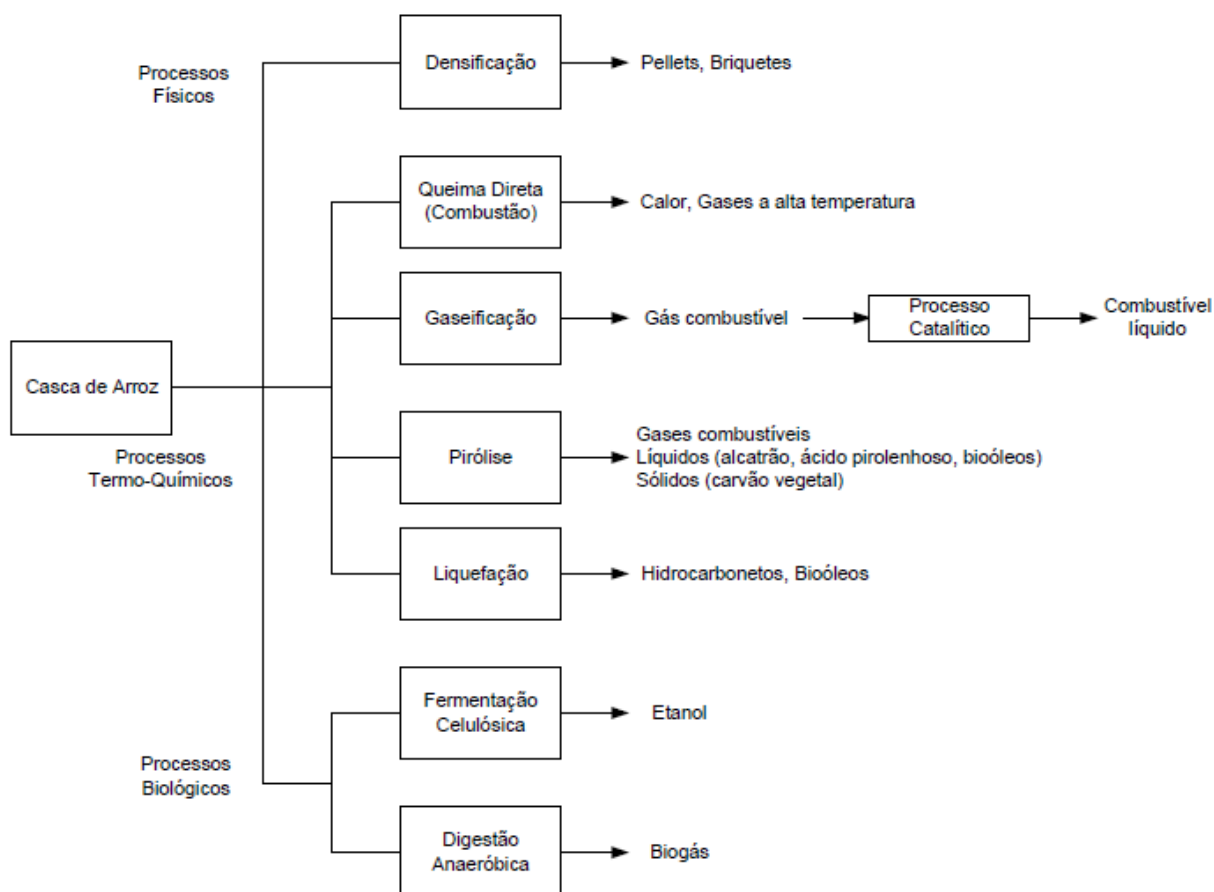 Processos
Físicos
Densificação
Pellets, Briquetes
Queima Direta
(Combustão)
Calor, Gases a alta temperatura
Gaseificação
Gás combustível
Processo
Catalítico
Combustível
líquido
Casca de Arroz
Processos
Termo-Químicos
Pirólise
Gases combustíveis
Líquidos (alcatrão, ácido pirolenhoso, bioóleos)
Sólidos (carvão vegetal)
Liquefação
Hidrocarbonetos, Bioóleos
Fermentação
Celulósica
Etanol
Processos
Biológicos
Digestão
Anaeróbica
Biogás